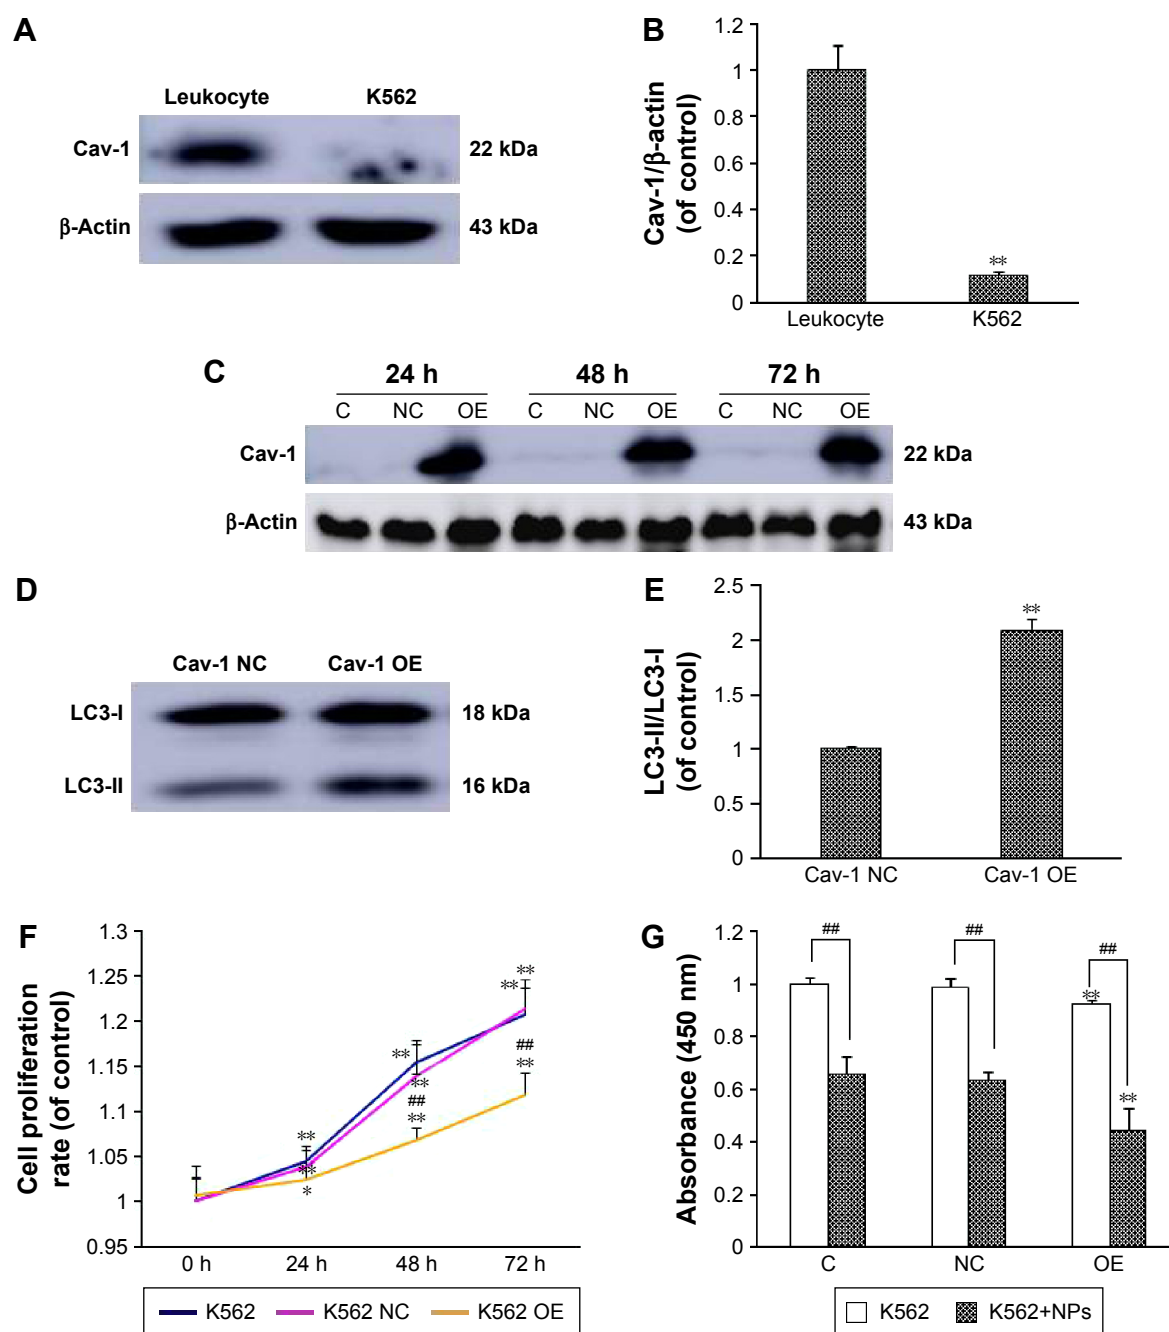 A
Leukocyte K562
Cav-1 22 kDa
β-Actin 43 kDa
B
Cav-1/β-actin
(of control)
1.2
1
0.8
0.6
0.4
0.2
0
**
Leukocyte K562
C
24 h 48 h 72 h
C NC OE C NC OE C NC OE
Cav-1 22 kDa
β-Actin 43 kDa
D
Cav-1 NC Cav-1 OE
LC3-I 18 kDa
LC3-II 16 kDa
E
LC3-II/LC3-I
(of control)
2.5
2
1.5
1
0.5
0
**
Cav-1 NC Cav-1 OE
F
Cell proliferation
rate (of control)
1.3
1.25
1.2
1.15
1.1
1.05
1
0.95
**
**
*
**
**
##
**
**
**
##
**
0 h 24 h 48 h 72 h
K562 K562 NC K562 OE
G
Absorbance (450 nm)
1.2
1
0.8
0.6
0.4
0.2
0
## ## ##
**
**
C NC OE
K562 K562+NPs